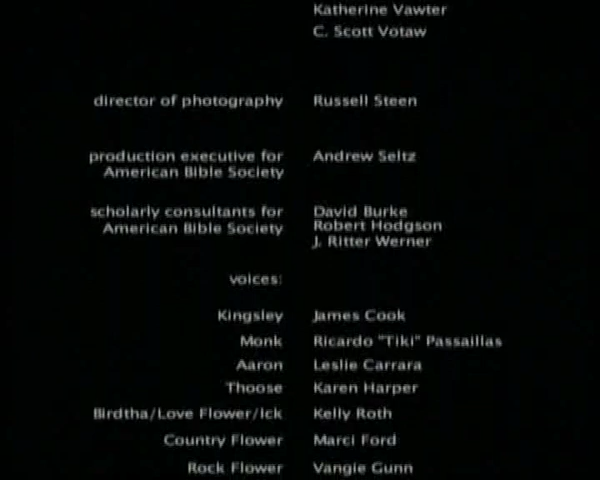 Katherine Vawter
C. Scott Votaw
director of photography Russell Steen
production executive for Andrew Seltz
American Bible Society
scholarly consultants for David Burke
American Bible Society Robert Hodgson
J. Ritter Werner
voices:
Kingsley James Cook
Monk Ricardo "Tiki" Passaillas
Aaron Leslie Carrara
Thoose Karen Harper
Birdtha/Love Flower/Ick Kelly Roth
Country Flower Marci Ford
Rock Flower Vangie Gunn